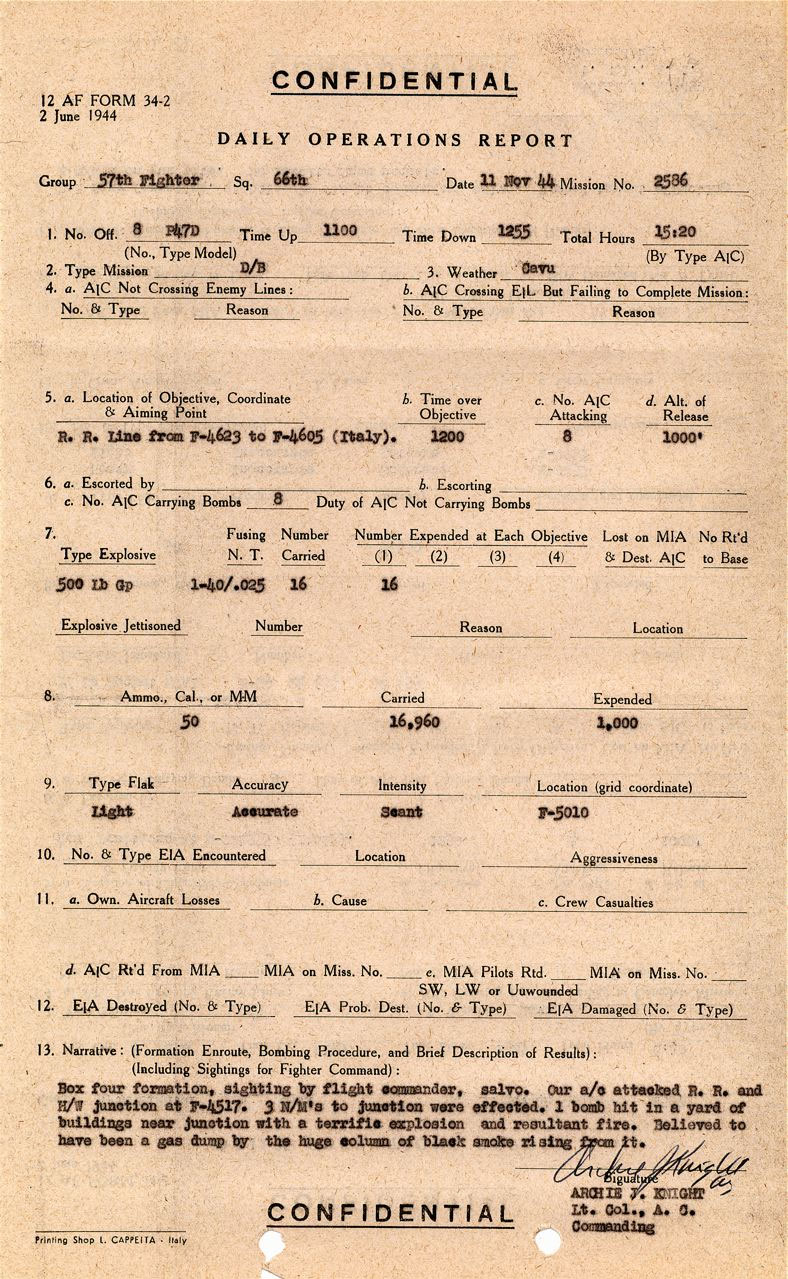 CONFIDENTIAL
12 AF FORM 34-2
2 June 1944
DAILY OPERATIONS REPORT
Group 57th Fighter Sq. 66th Date 11 Nov 44 Mission No. 2586
1. No. Off. 8 P47D Time Up 1100 Time Down 1255 Total Hours 15:20
(No., Type Model) (By Type A|C)
2. Type Mission D/B 3. Weather Cavu
4. a. A|C Not Crossing Enemy Lines: b. A|C Crossing E|L But Failing to Complete Mission:
No. & Type Reason No. & Type Reason
5. a. Location of Objective, Coordinate b. Time over c. No. A|C d. Alt. of
& Aiming Point Objective Attacking Release
R. R. Line from F-4623 to F-4605 (Italy). 1200 8 1000'
6. a. Escorted by b. Escorting
c. No. A|C Carrying Bombs 8 Duty of A|C Not Carrying Bombs
7. Fusing Number Number Expended at Each Objective Lost on MIA No Rt'd
Type Explosive N. T. Carried (1) (2) (3) (4) & Dest. A|C to Base
500 Lb Gp 1-40/.025 16 16
Explosive Jettisoned Number Reason Location
8. Ammo., Cal., or M-M Carried Expended
50 16,960 1,000
9. Type Flak Accuracy Intensity Location (grid coordinate)
Light Accurate Scant F-5010
10. No. & Type E|A Encountered Location Aggressiveness
11. a. Own. Aircraft Losses b. Cause c. Crew Casualties
d. A|C Rt'd From MIA MIA on Miss. No. e. MIA Pilots Rtd. MIA on Miss. No.
SW, LW or Uuwounded
12. E|A Destroyed (No. & Type) E|A Prob. Dest. (No. & Type) E|A Damaged (No. & Type)
13. Narrative: (Formation Enroute, Bombing Procedure, and Brief Description of Results):
(Including Sightings for Fighter Command):
Box four formation, sighting by flight commander, salvo. Our a/c attacked R. R. and
H/W junction at F-4517. 3 N/M's to junction were effected. 1 bomb hit in a yard of
buildings near junction with a terrific explosion and resultant fire. Believed to
have been a gas dump by the huge column of black smoke rising from it.
Archie J Knight
Signature
ARCHIE J. KNIGHT
Lt. Col., A. C.
Commanding
CONFIDENTIAL
Printing Shop L. CAPPEITA - Italy